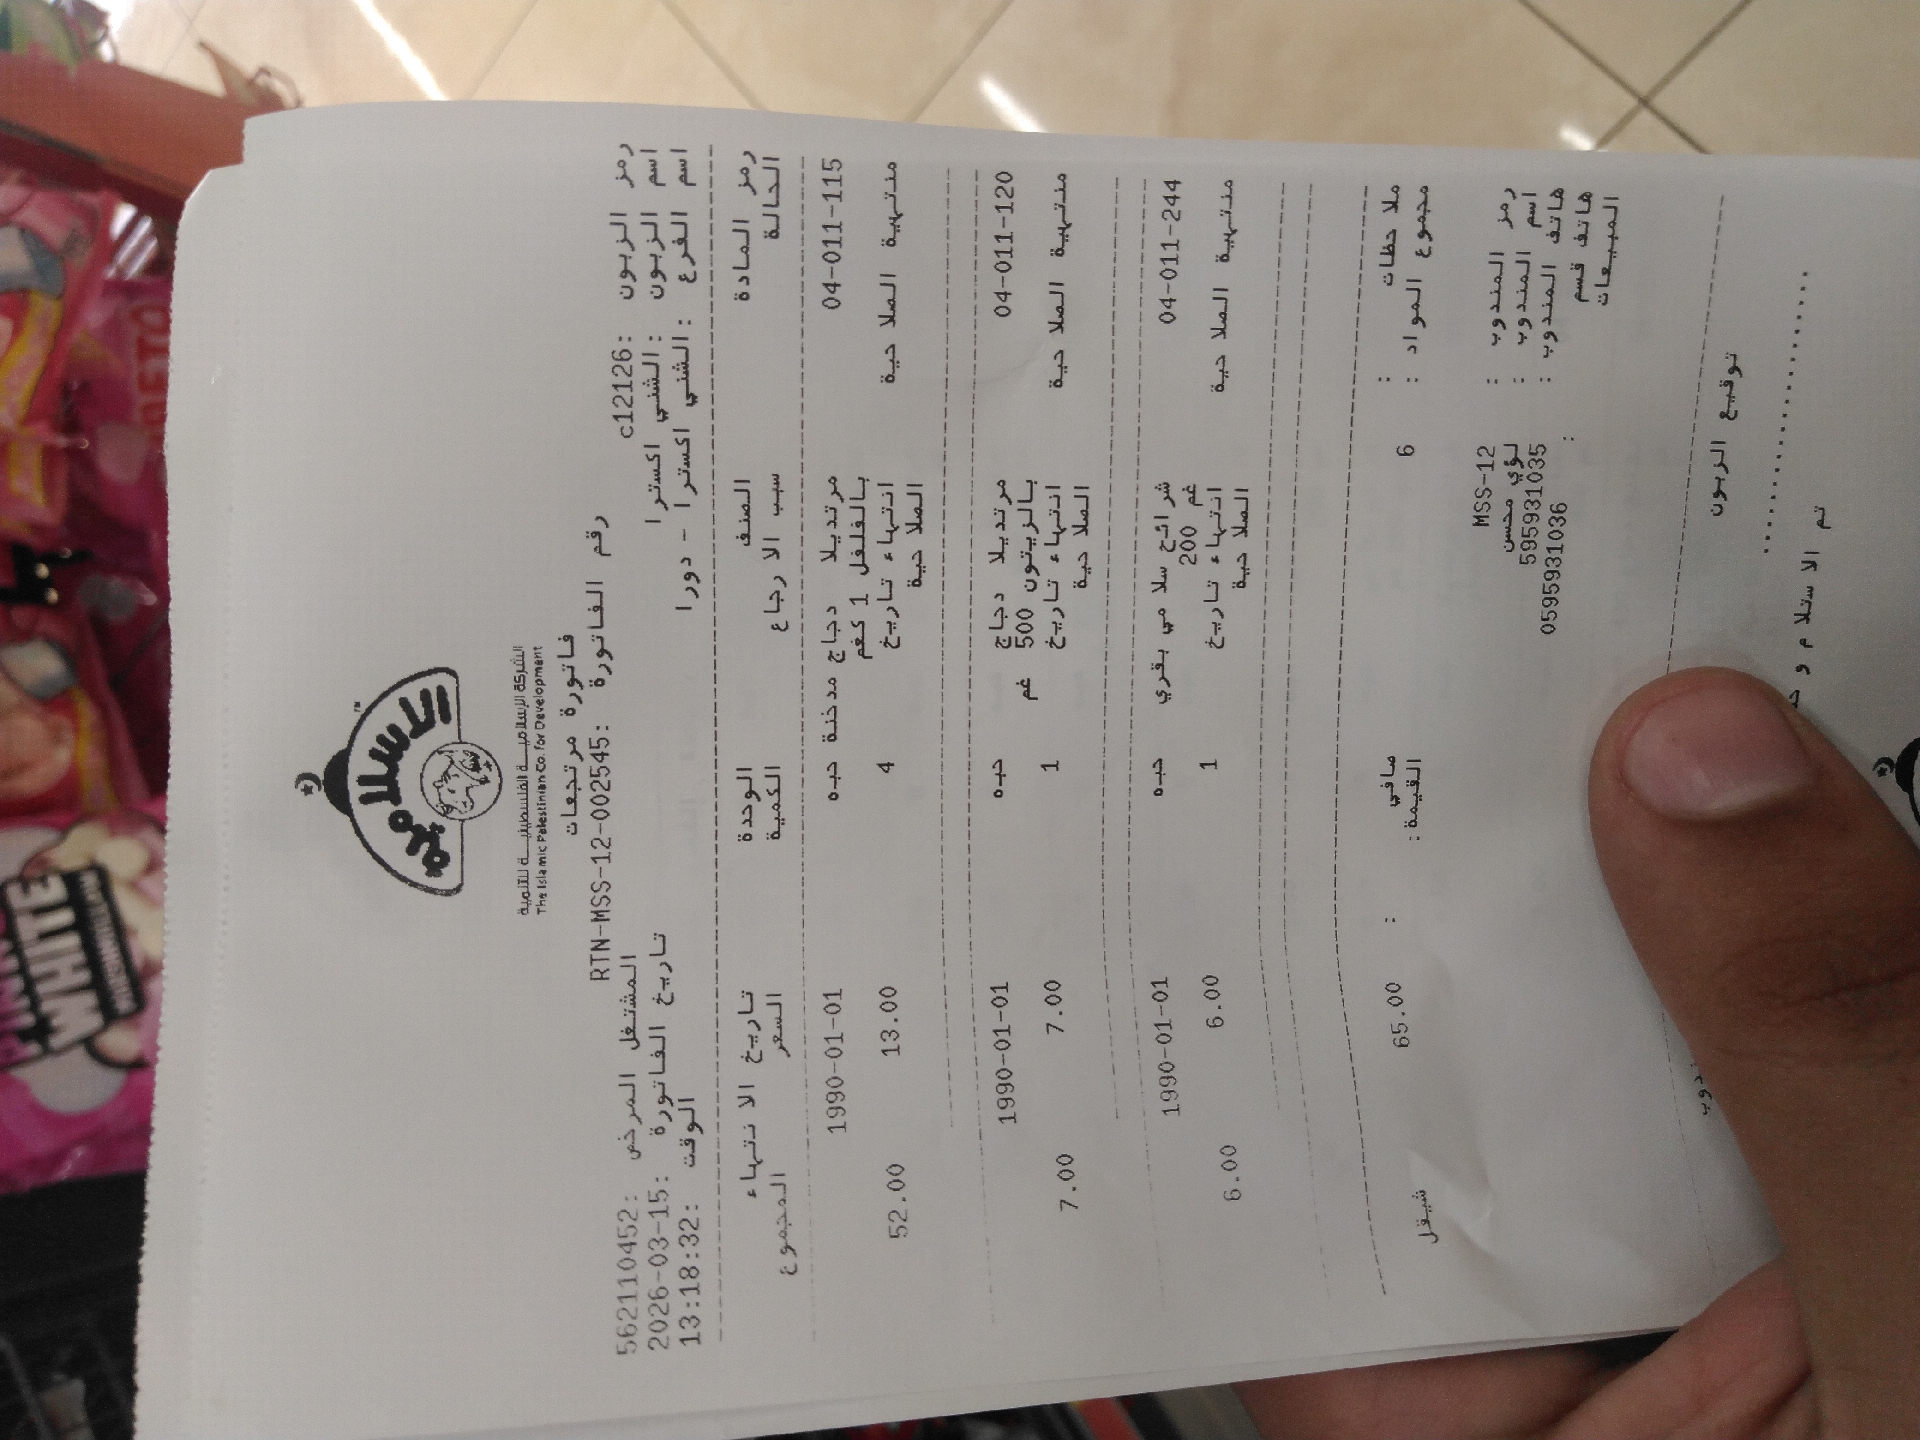 الاسلامية
™
الشركة الإسلامية الفلسطينية للتنمية
The Islamic Palestinian Co. for Development
فاتورة مرتجعات
رقم الفاتورة :RTN-MSS-12-002545
رمز الزبون :c12126 المشتغل المرخص :562110452
اسم الزبون : الشني اكسترا تاريخ الفاتورة :2026-03-15
اسم الفرع : الشني اكسترا - دورا الوقت :13:18:32
رمز المادة الصنف الوحدة تاريخ الانتهاء
الحالة سبب الارجاع الكمية السعر المجموع
04-011-115 مرتديلا دجاج مدخنة حبه 1990-01-01
بالفلفل 1 كغم
منتهية الصلاحية انتهاء تاريخ 4 13.00 52.00
الصلاحية
04-011-120 مرتديلا دجاج حبه 1990-01-01
بالزيتون 500 غم
منتهية الصلاحية انتهاء تاريخ 1 7.00 7.00
الصلاحية
04-011-244 شرائح سلامي بقري حبه 1990-01-01
200 غم
منتهية الصلاحية انتهاء تاريخ 1 6.00 6.00
الصلاحية
ملاحظات : صافي : 65.00 شيقل
مجموع المواد : 6 القيمة :
رمز المندوب : MSS-12
اسم المندوب : لؤي محسن
هاتف المندوب : 595931035
هاتف قسم : 0595931036
المبيعات
توقيع الزبون
....................
تم الاستلام و
WHITE